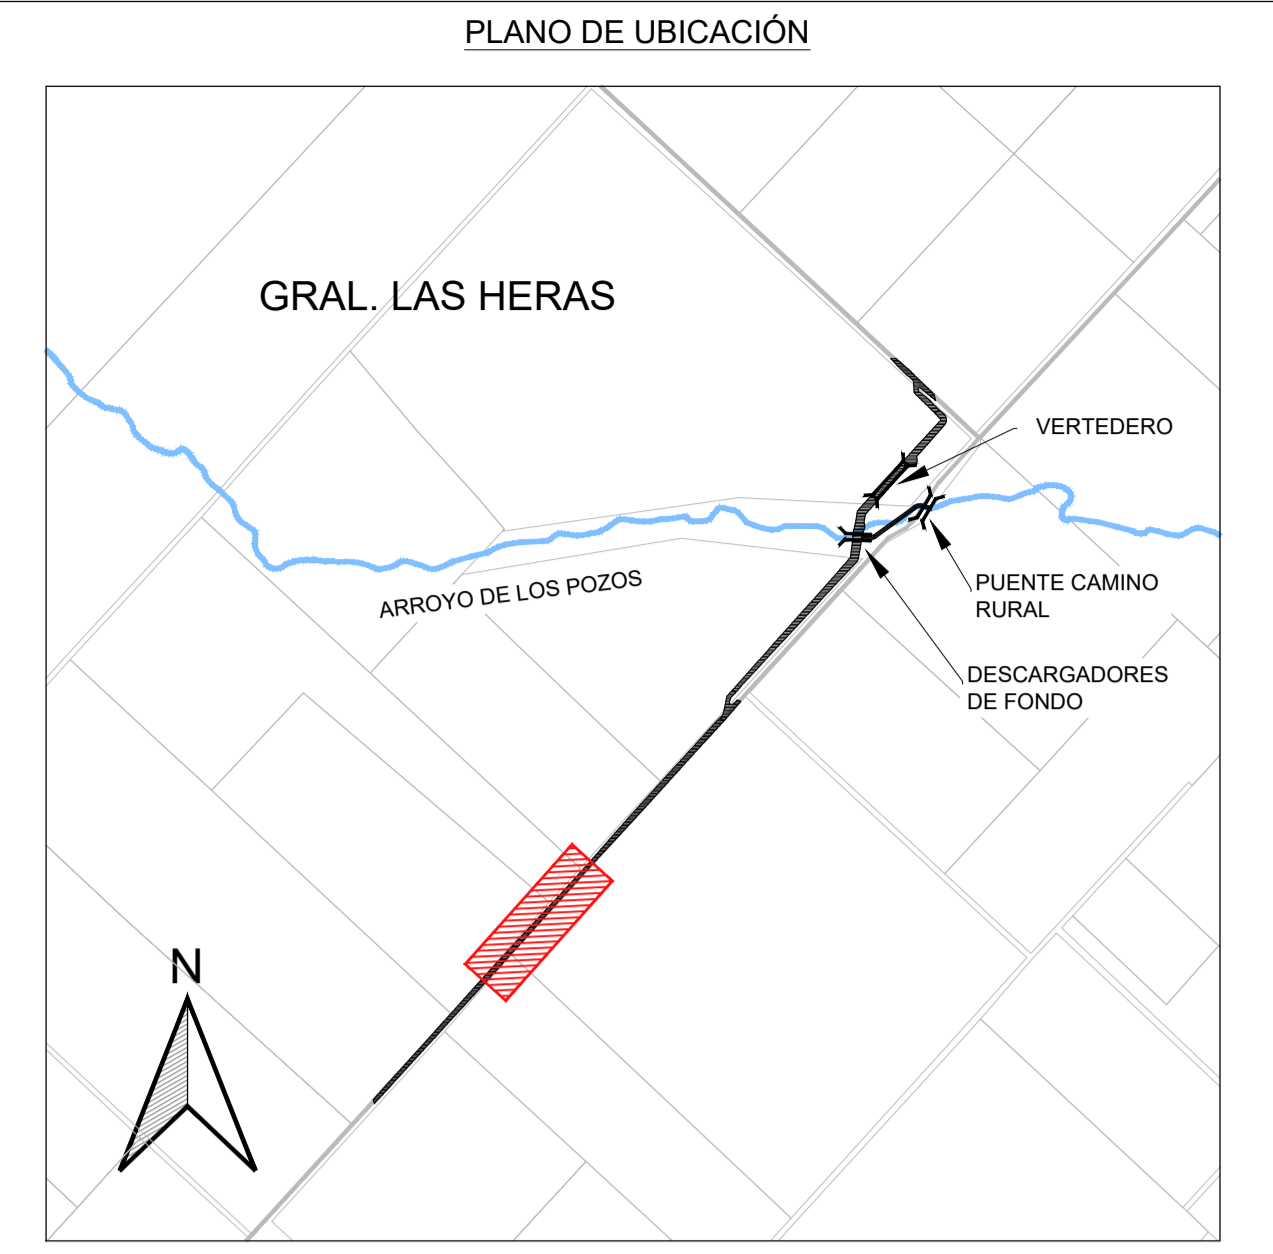 PLANO DE UBICACIÓN
GRAL. LAS HERAS
VERTEDERO
ARROYO DE LOS POZOS
PUENTE CAMINO
RURAL
DESCARGADORES
DE FONDO
N